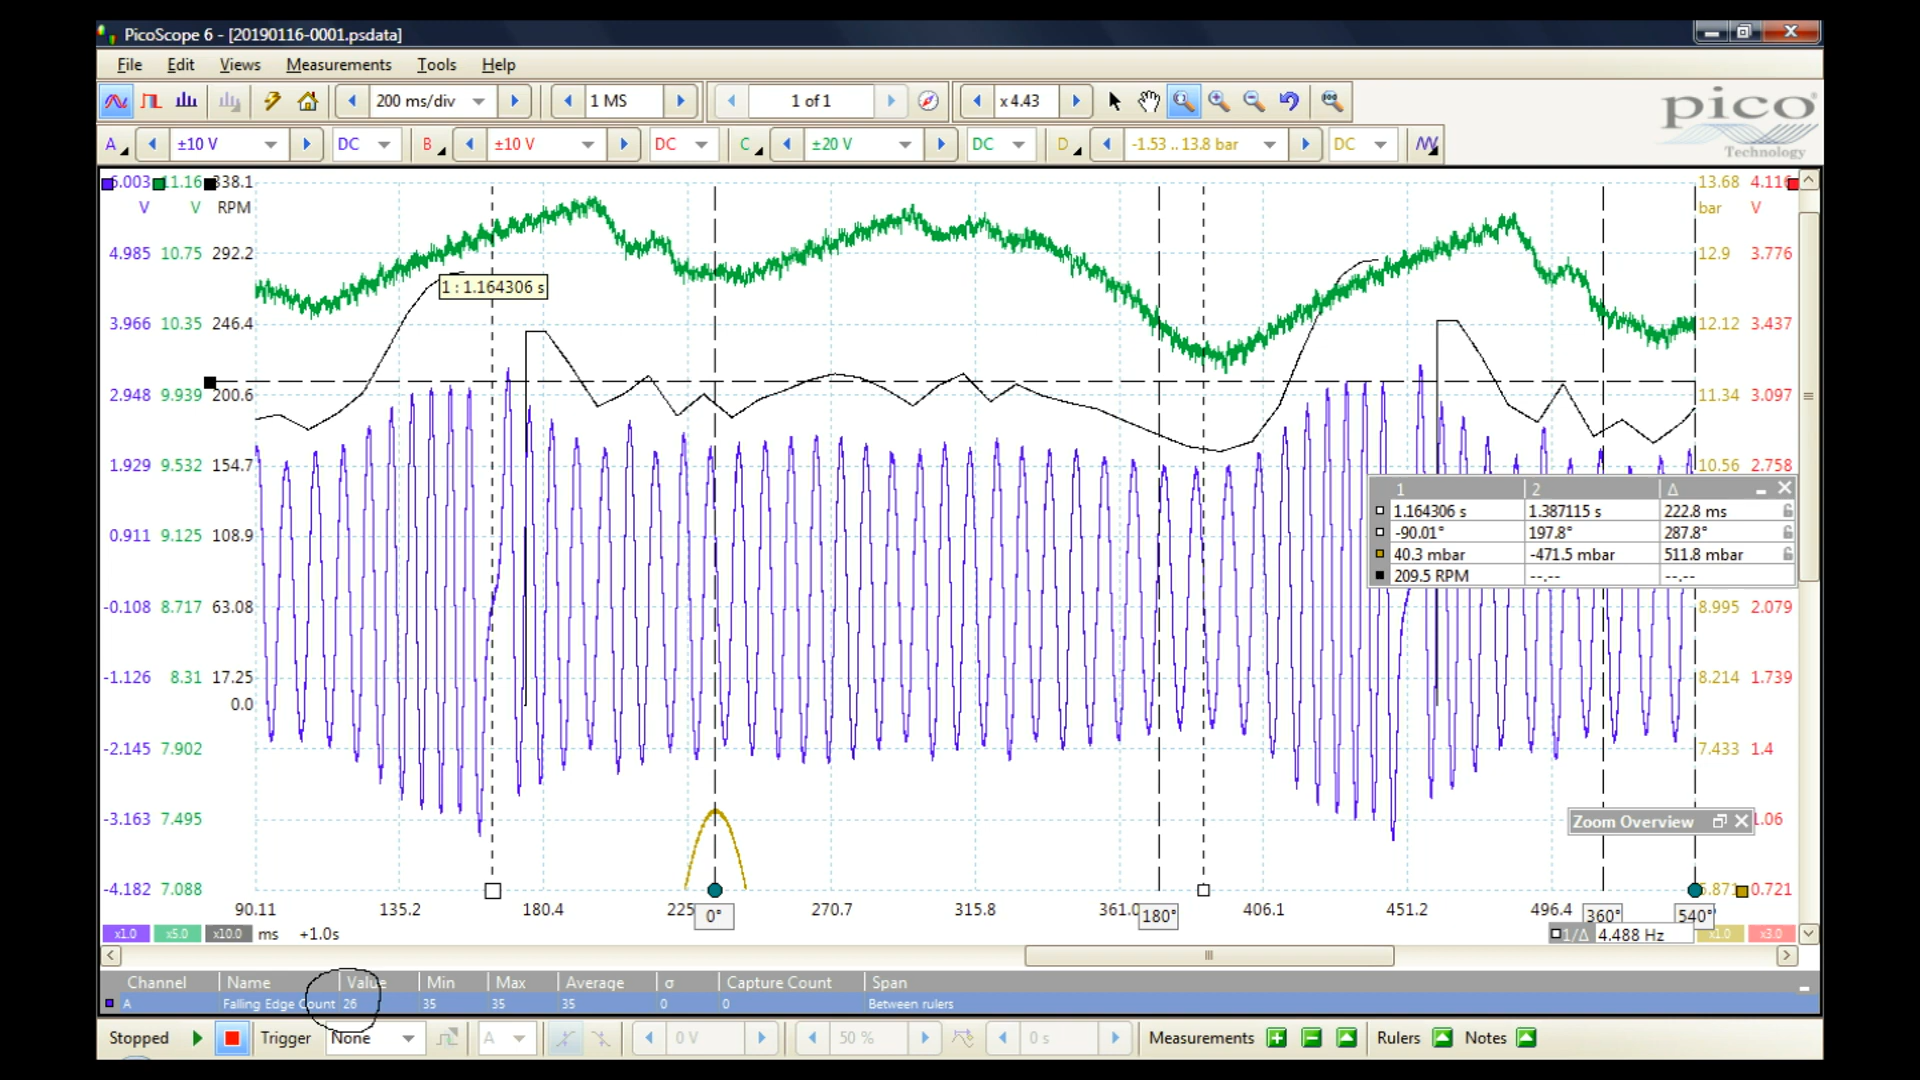 PicoScope 6 - [20190116-0001.psdata]
File Edit Views Measurements Tools Help
200 ms/div 1 MS 1 of 1 x 4.43
pico
Technology
A ±10 V DC B ±10 V DC C ±20 V DC D -1.53 .. 13.8 bar DC
5.003 11.16 338.1 13.68 4.116
V V RPM bar V
4.985 10.75 292.2 12.9 3.776
1 : 1.164306 s
3.966 10.35 246.4 12.12 3.437
2.948 9.939 200.6 11.34 3.097
1.929 9.532 154.7 10.56 2.758
1 2 Δ
1.164306 s 1.387115 s 222.8 ms
-90.01° 197.8° 287.8°
40.3 mbar -471.5 mbar 511.8 mbar
209.5 RPM --.-- --.--
0.911 9.125 108.9
-0.108 8.717 63.08 8.995 2.079
-1.126 8.31 17.25 8.214 1.739
0.0
-2.145 7.902 7.433 1.4
-3.163 7.495 Zoom Overview 1.06
-4.182 7.088 5.871 0.721
90.11 135.2 180.4 225 0° 270.7 315.8 361.0 180° 406.1 451.2 496.4 360° 540°
x1.0 x5.0 x10.0 ms +1.0s 1/Δ 4.488 Hz x1.0 x3.0
Channel Name Value Min Max Average σ Capture Count Span
A Falling Edge Count 26 35 35 35 0 0 Between rulers
Stopped Trigger None A 0 V 50 % 0 s Measurements Rulers Notes